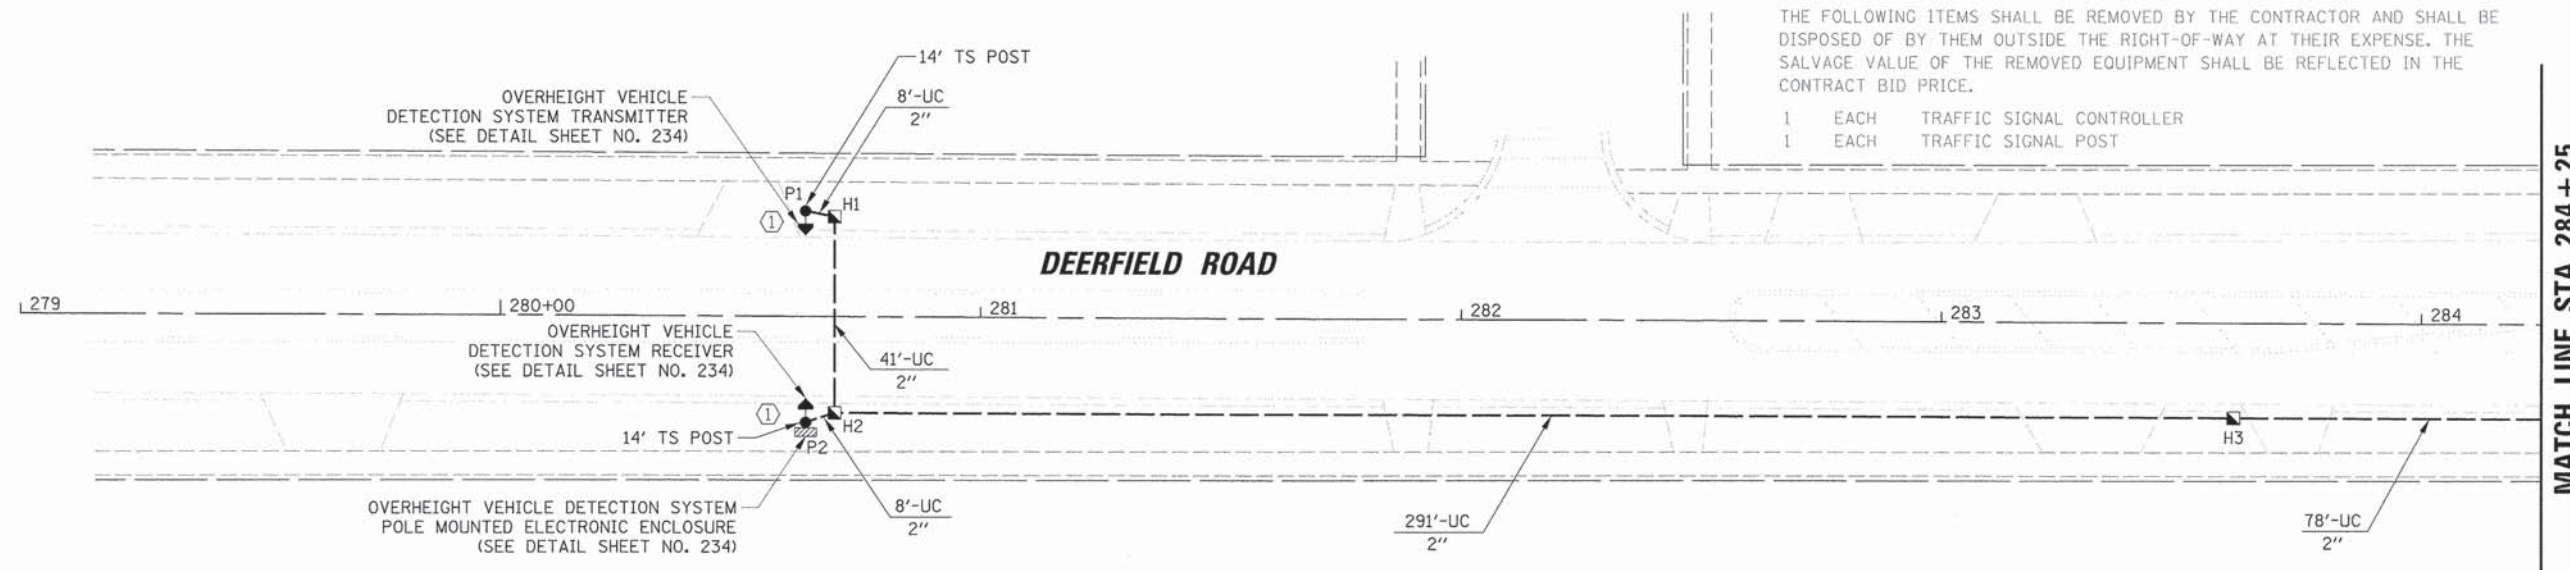 THE FOLLOWING ITEMS SHALL BE REMOVED BY THE CONTRACTOR AND SHALL BE
DISPOSED OF BY THEM OUTSIDE THE RIGHT-OF-WAY AT THEIR EXPENSE. THE
SALVAGE VALUE OF THE REMOVED EQUIPMENT SHALL BE REFLECTED IN THE
CONTRACT BID PRICE.
1 EACH TRAFFIC SIGNAL CONTROLLER
1 EACH TRAFFIC SIGNAL POST
14' TS POST
OVERHEIGHT VEHICLE
DETECTION SYSTEM TRANSMITTER
(SEE DETAIL SHEET NO. 234)
8'-UC
2''
P1
H1
1
DEERFIELD ROAD
279
280+00
281
282
283
284
OVERHEIGHT VEHICLE
DETECTION SYSTEM RECEIVER
(SEE DETAIL SHEET NO. 234)
41'-UC
2''
1
14' TS POST
P2
H2
H3
OVERHEIGHT VEHICLE DETECTION SYSTEM
POLE MOUNTED ELECTRONIC ENCLOSURE
(SEE DETAIL SHEET NO. 234)
8'-UC
2''
291'-UC
2''
78'-UC
2''
MATCH LINE STA. 284+25